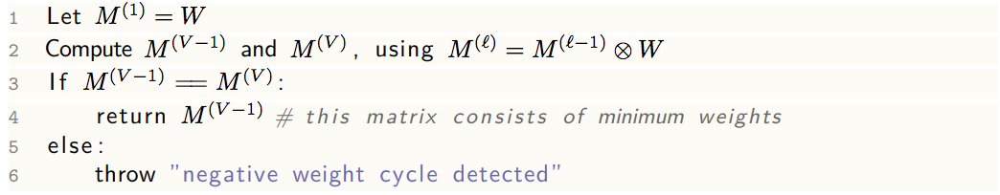 1 Let M^(1) = W
2 Compute M^(V−1) and M^(V), using M^(ℓ) = M^(ℓ−1) ⊗ W
3 If M^(V−1) == M^(V):
4 return M^(V−1) # this matrix consists of minimum weights
5 else:
6 throw "negative weight cycle detected"